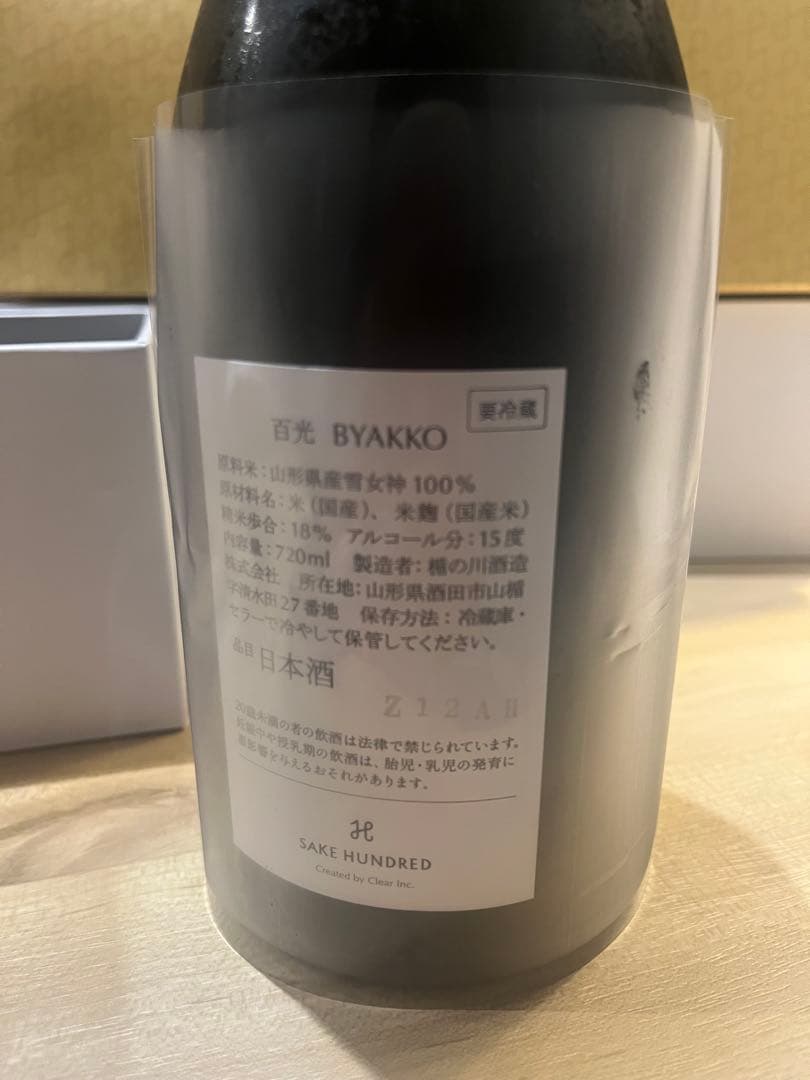 要冷蔵
百光 BYAKKO
原料米：山形県産雪女神100％
原材料名：米（国産）、米麹（国産米）
精米歩合：18％ アルコール分：15度
内容量：720ml 製造者：楯の川酒造
株式会社 所在地：山形県酒田市山楯
字清水田27番地 保存方法：冷蔵庫・
セラーで冷やして保管してください。
品目 日本酒
Z12AH
20歳未満の者の飲酒は法律で禁じられています。
妊娠中や授乳期の飲酒は、胎児・乳児の発育に
悪影響を与えるおそれがあります。
SAKE HUNDRED
Created by Clear Inc.